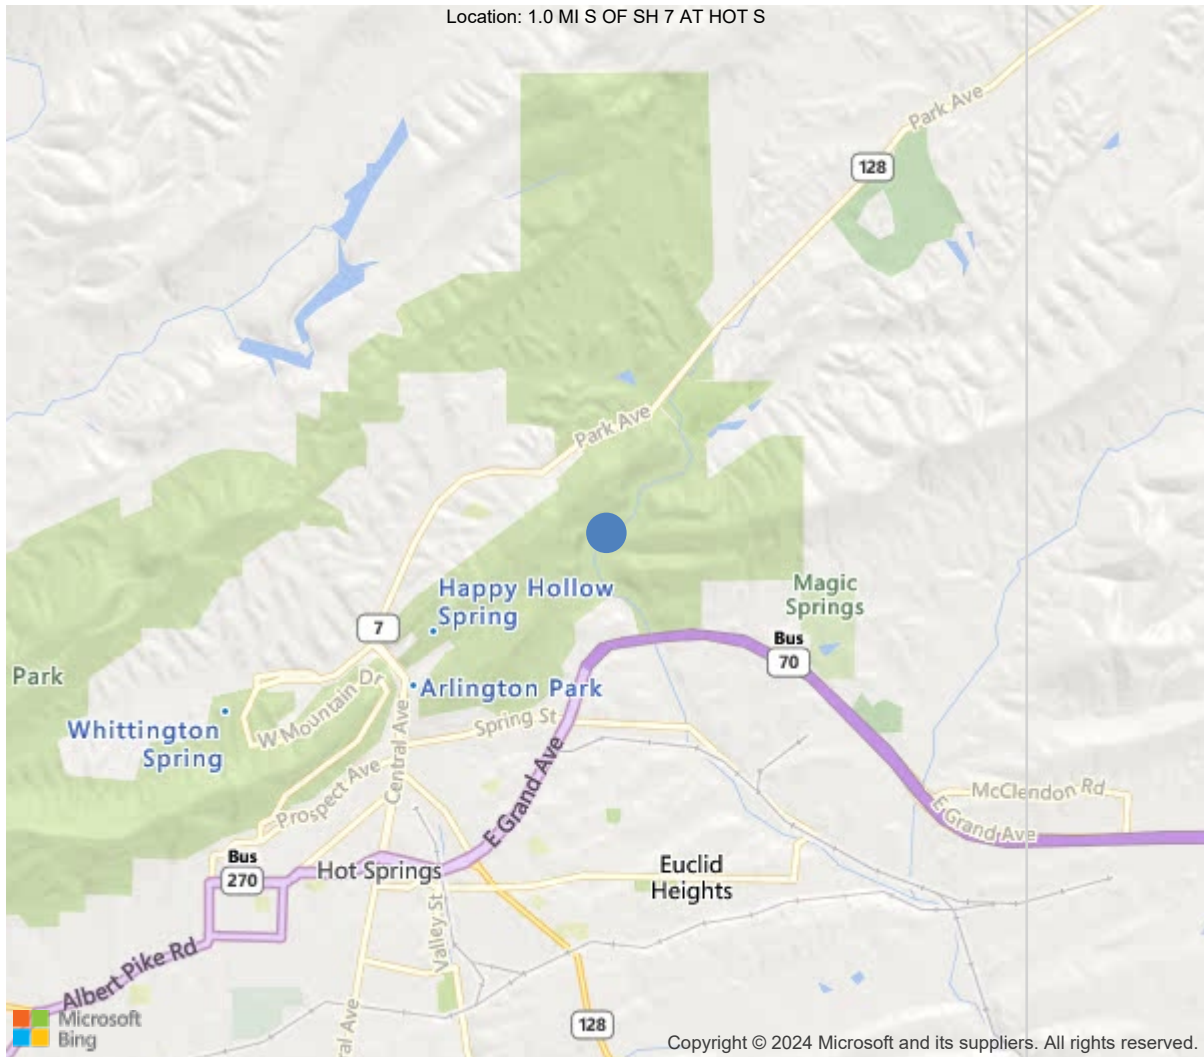 Location: 1.0 MI S OF SH 7 AT HOT S
Park Ave
128
Park Ave
Happy Hollow
Spring
Magic
Springs
7
Bus
70
Park
Arlington Park
W Mountain Dr
Whittington
Spring
Spring St
Central Ave
Prospect Ave
E Grand Ave
McClendon Rd
E Grand Ave
Bus
270
Hot Springs
Euclid
Heights
Valley St
Albert Pike Rd
ral Ave
128
Microsoft
Bing
Copyright © 2024 Microsoft and its suppliers. All rights reserved.